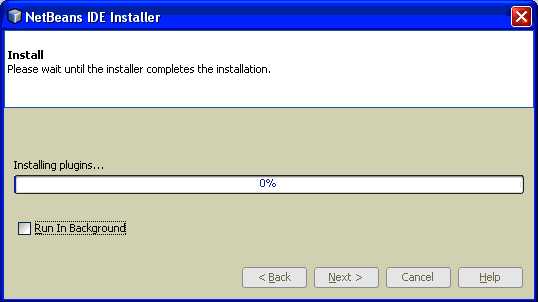 NetBeans IDE Installer
Install
Please wait until the installer completes the installation.
Installing plugins...
0%
Run In Background
< Back Next > Cancel Help